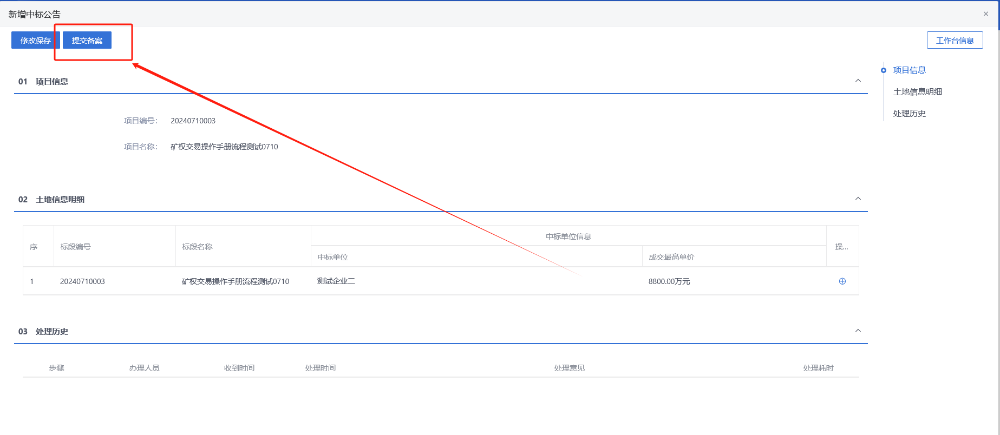 新增中标公告
修改保存 提交备案 工作台信息
项目信息
土地信息明细
处理历史
01 项目信息
项目编号： 20240710003
项目名称： 矿权交易操作手册流程测试0710
02 土地信息明细
序 标段编号 标段名称 中标单位信息 操...
中标单位 成交最高单价
1 20240710003 矿权交易操作手册流程测试0710 测试企业二 8800.00万元
03 处理历史
步骤 办理人员 收到时间 处理时间 处理意见 处理耗时